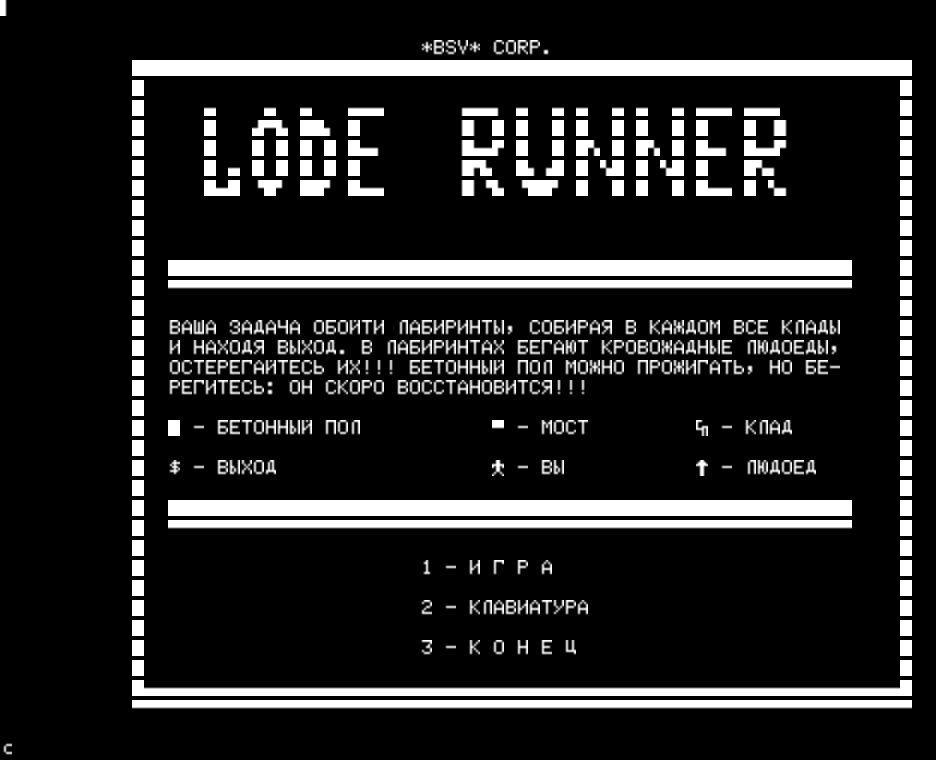 *BSV* CORP.
LODE RUNNER
ВАША ЗАДАЧА ОБОЙТИ ЛАБИРИНТЫ, СОБИРАЯ В КАЖДОМ ВСЕ КЛАДЫ
И НАХОДЯ ВЫХОД. В ЛАБИРИНТАХ БЕГАЮТ КРОВОЖАДНЫЕ ЛЮДОЕДЫ,
ОСТЕРЕГАЙТЕСЬ ИХ!!! БЕТОННЫЙ ПОЛ МОЖНО ПРОЖИГАТЬ, НО БЕ-
РЕГИТЕСЬ: ОН СКОРО ВОССТАНОВИТСЯ!!!
- БЕТОННЫЙ ПОЛ - МОСТ - КЛАД
$ - ВЫХОД - ВЫ - ЛЮДОЕД
1 - И Г Р А
2 - КЛАВИАТУРА
3 - К О Н Е Ц
С